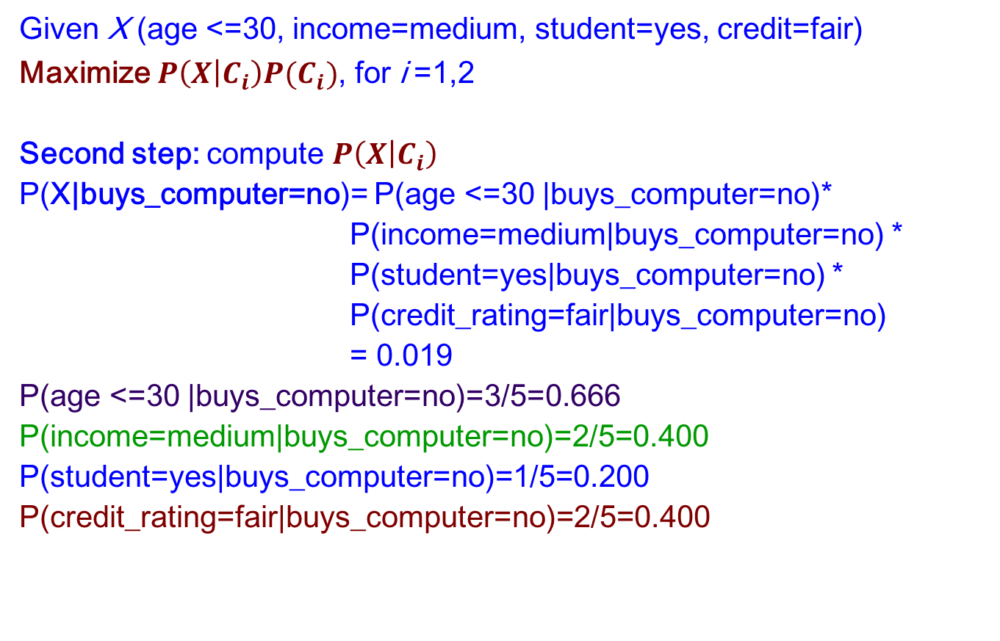 Given X (age <=30, income=medium, student=yes, credit=fair)
Maximize P(X|Cᵢ)P(Cᵢ), for i=1,2
Second step: compute P(X|Cᵢ)
P(X|buys_computer=no)= P(age <=30 |buys_computer=no)*
P(income=medium|buys_computer=no) *
P(student=yes|buys_computer=no) *
P(credit_rating=fair|buys_computer=no)
= 0.019
P(age <=30 |buys_computer=no)=3/5=0.666
P(income=medium|buys_computer=no)=2/5=0.400
P(student=yes|buys_computer=no)=1/5=0.200
P(credit_rating=fair|buys_computer=no)=2/5=0.400